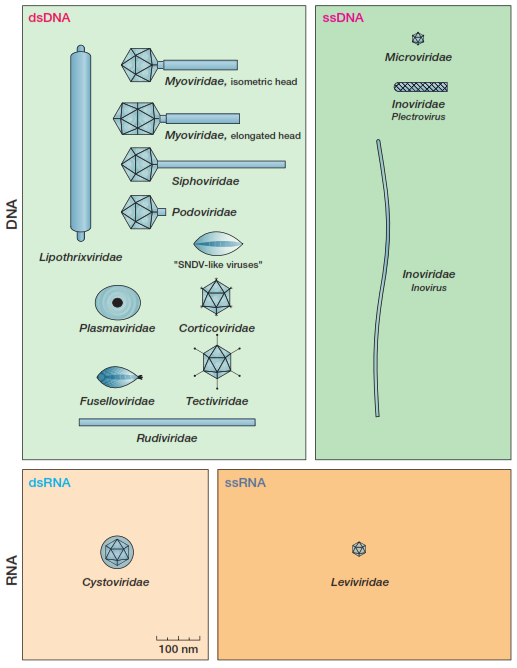 dsDNA
Myoviridae, isometric head
Myoviridae, elongated head
Siphoviridae
Podoviridae
Lipothrixviridae
"SNDV-like viruses"
Plasmaviridae
Corticoviridae
Fuselloviridae
Tectiviridae
Rudiviridae
ssDNA
Microviridae
Inoviridae
Plectrovirus
Inoviridae
Inovirus
DNA
dsRNA
Cystoviridae
100 nm
ssRNA
Leviviridae
RNA